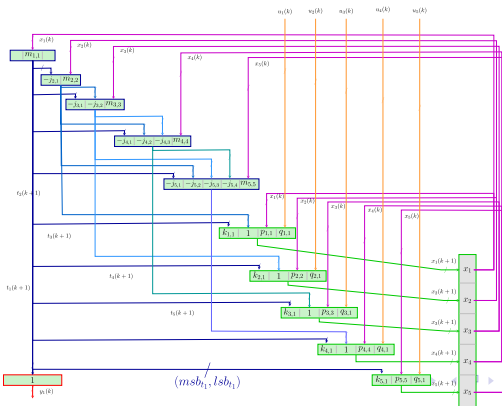 u₁(k) u₂(k) u₃(k) u₄(k) u₅(k)
x₁(k)
x₂(k)
x₃(k)
m₁,₁
x₄(k)
x₅(k)
−j₂,₁ m₂,₂
−j₃,₁ −j₃,₂ m₃,₃
−j₄,₁ −j₄,₂ −j₄,₃ m₄,₄
−j₅,₁ −j₅,₂ −j₅,₃ −j₅,₄ m₅,₅
t₂(k+1)
x₁(k)
x₂(k)
x₃(k)
x₄(k)
x₅(k)
t₃(k+1)
k₁,₁ 1 p₁,₁ q₁,₁
x₁(k+1)
x₁
t₄(k+1)
k₂,₁ 1 p₂,₂ q₂,₁
t₁(k+1)
x₂(k+1)
x₂
t₅(k+1)
k₃,₁ 1 p₃,₃ q₃,₁
x₃(k+1)
x₃
k₄,₁ 1 p₄,₄ q₄,₁
x₄(k+1)
x₄
1
(msb_t₁, lsb_t₁)
k₅,₁ p₅,₅ q₅,₁
x₅(k+1)
x₅
y₁(k)